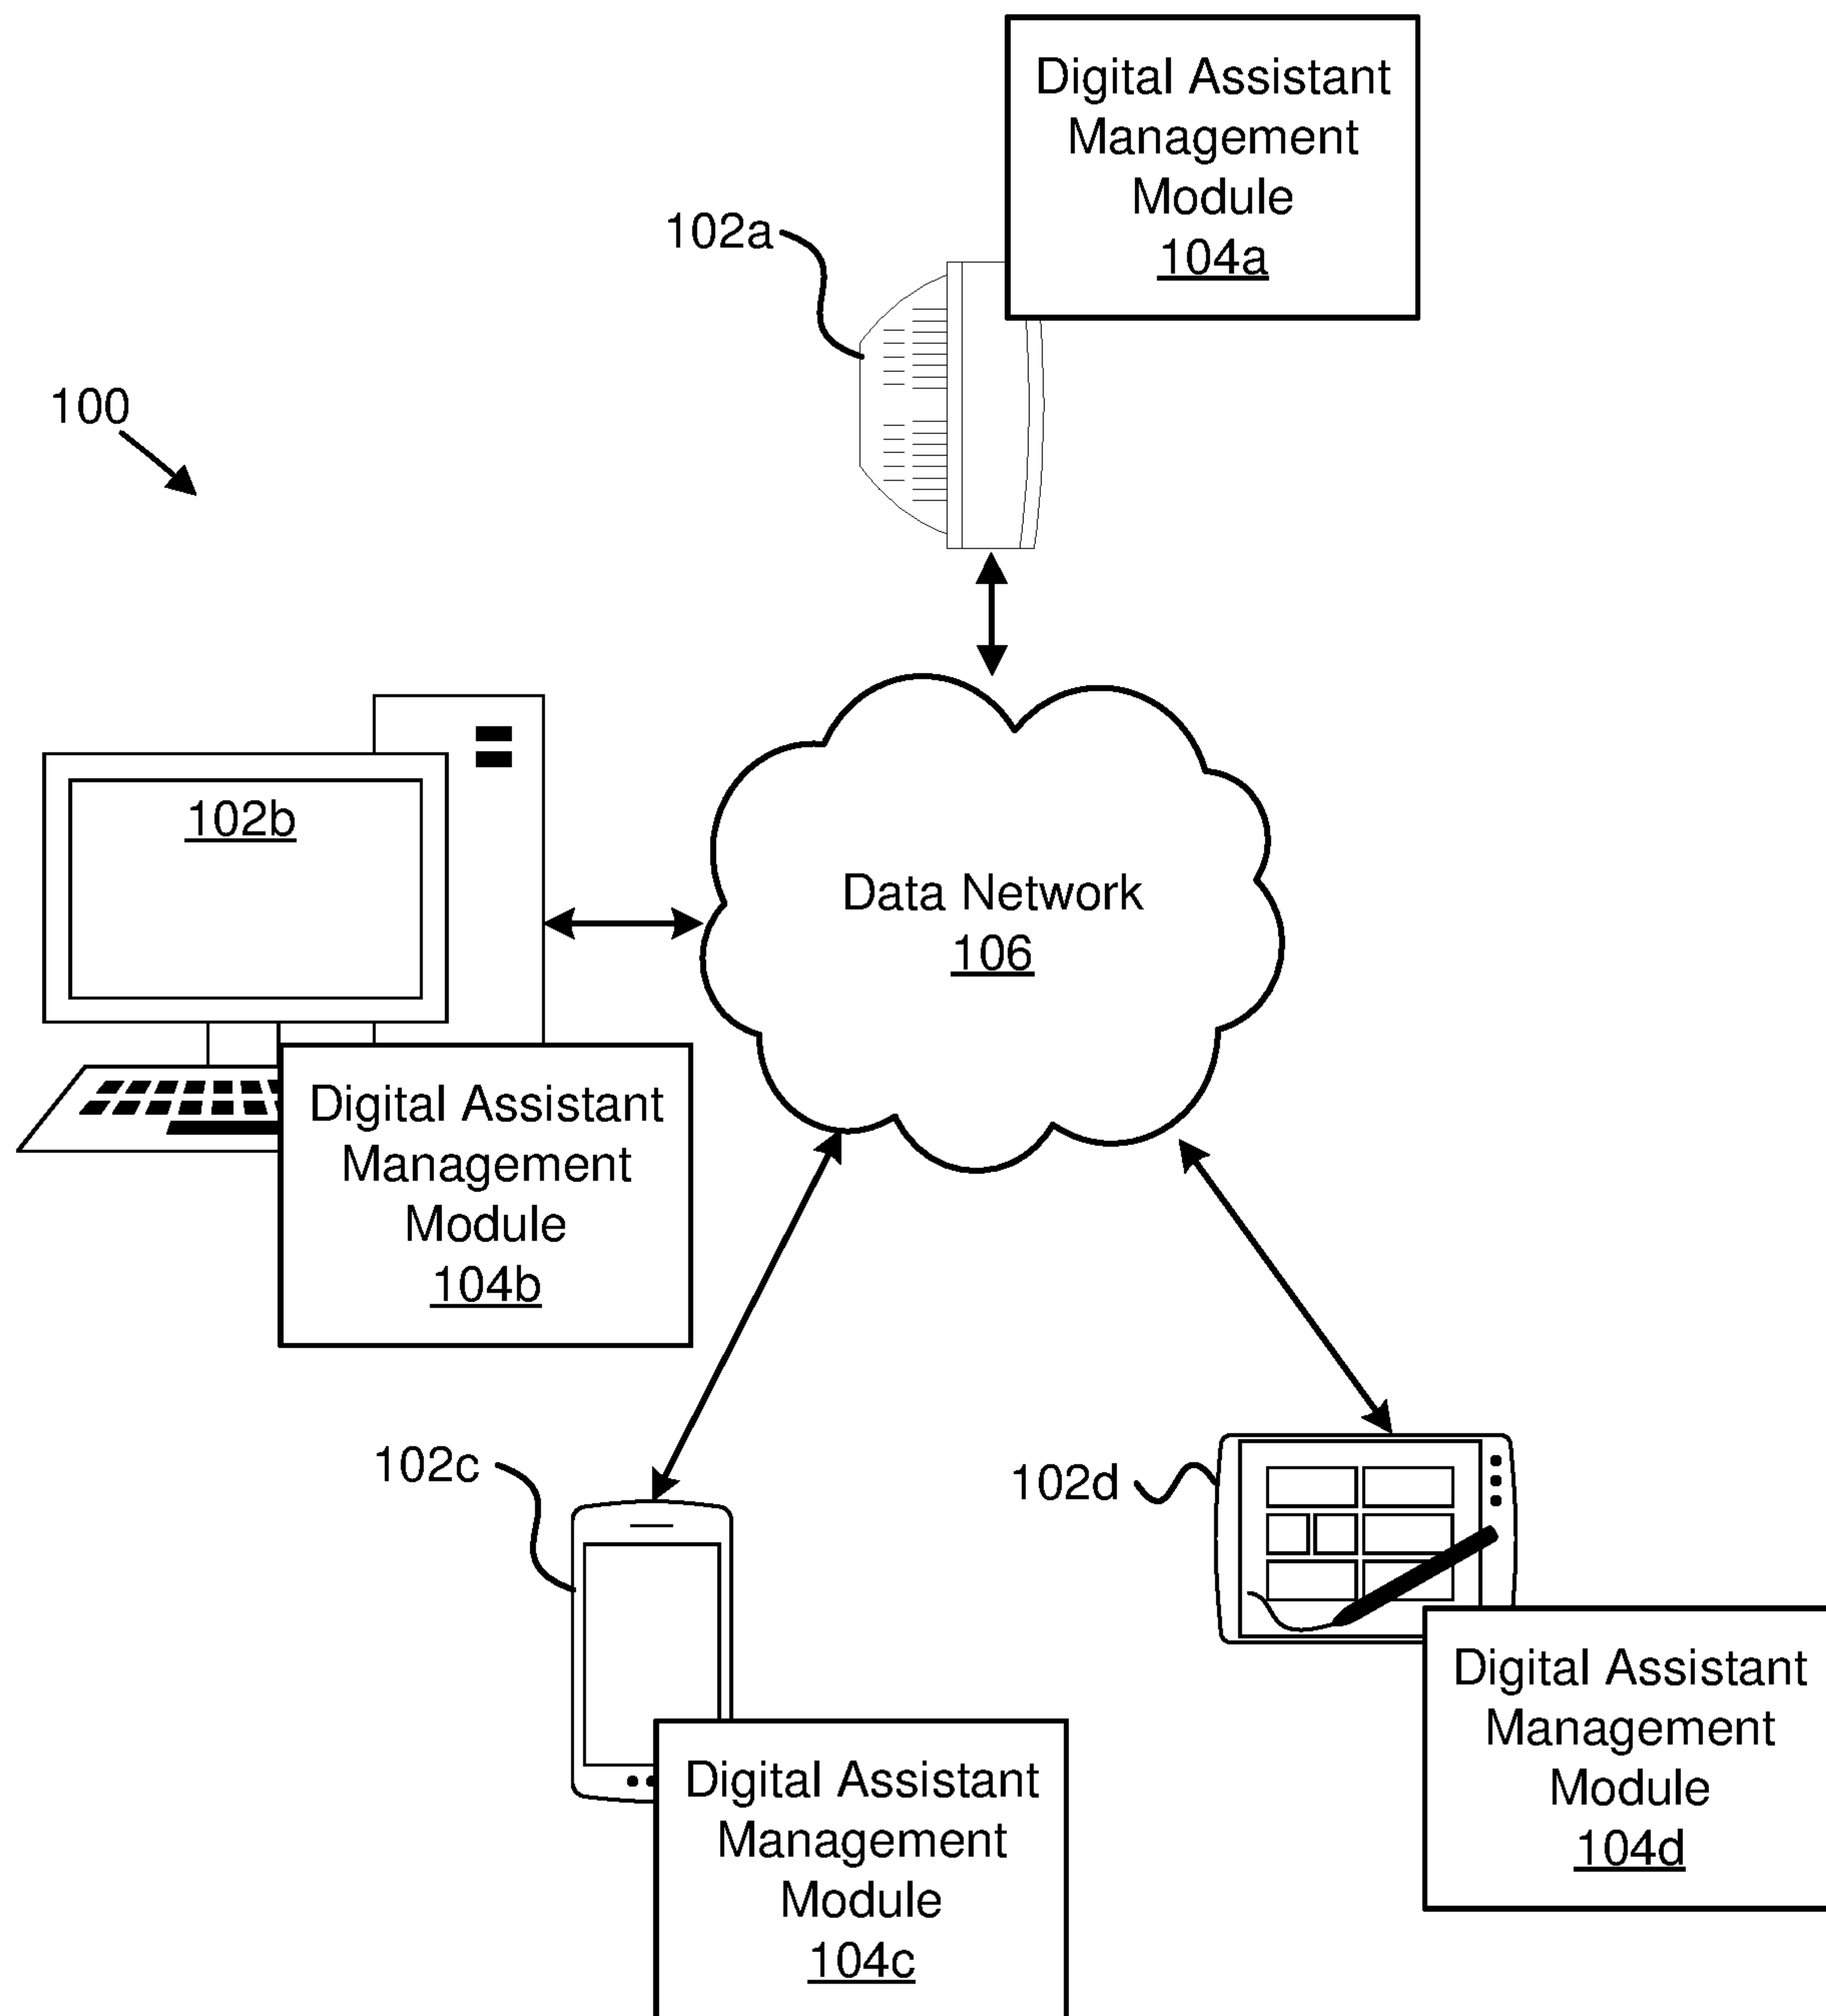 Digital Assistant
Management
Module
104a
102a
100
102b
Data Network
106
Digital Assistant
Management
Module
104b
102c
102d
Digital Assistant
Management
Module
104d
Digital Assistant
Management
Module
104c